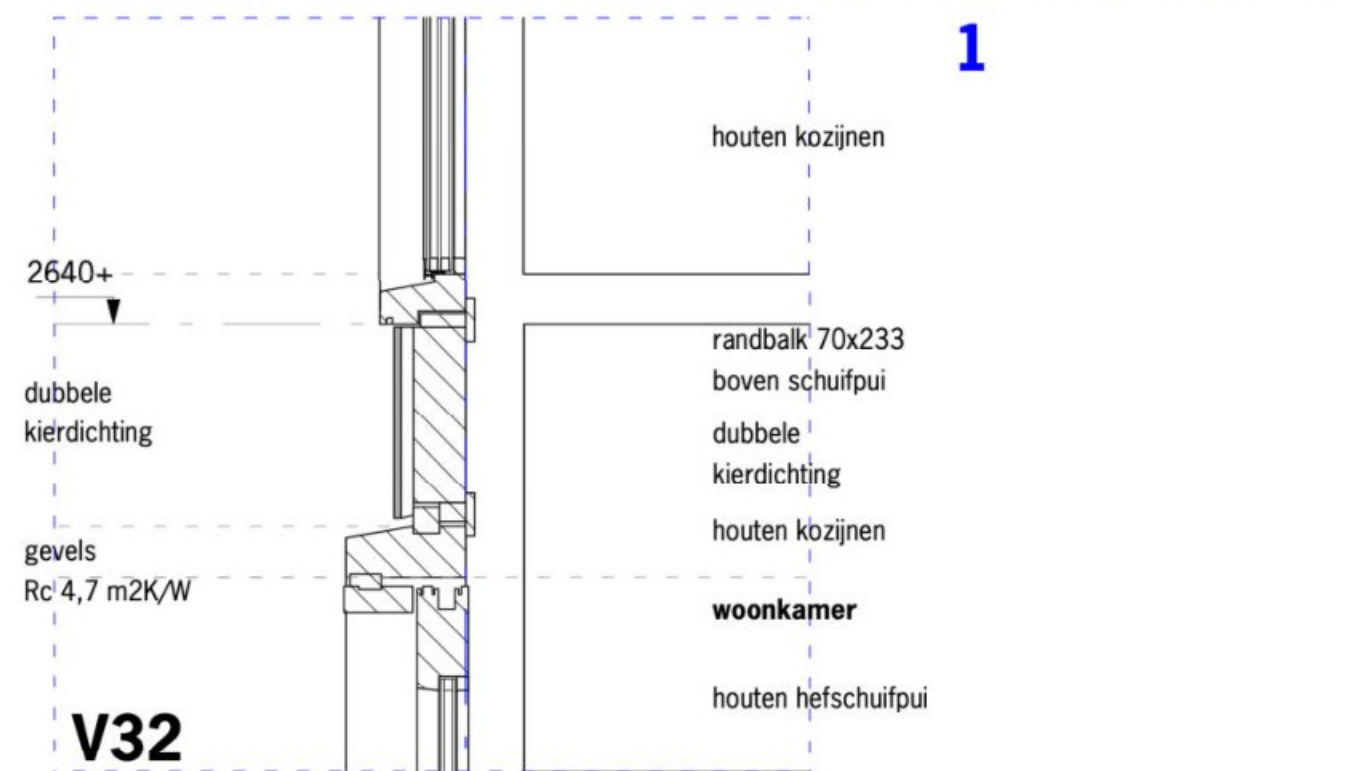 1
houten kozijnen
2640+
randbalk 70x233
boven schuifpui
dubbele
kierdichting
dubbele
kierdichting
houten kozijnen
gevels
Rc 4,7 m2K/W
woonkamer
houten hefschuifpui
V32